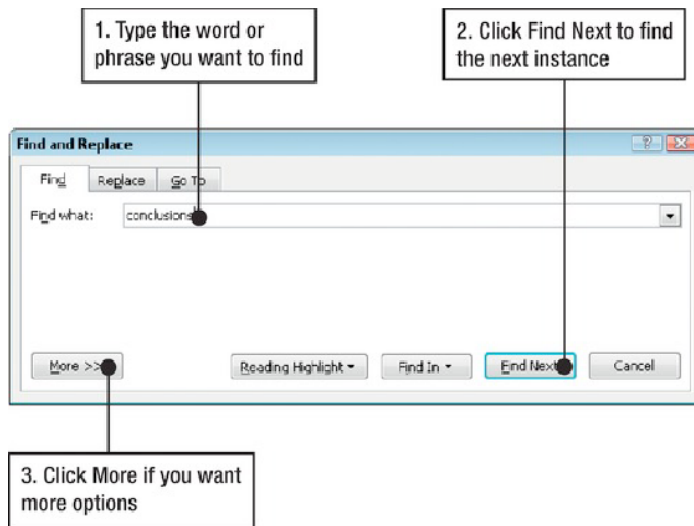 1. Type the word or
phrase you want to find
2. Click Find Next to find
the next instance
Find and Replace
Find Replace Go To
Find what: conclusions
More >> Reading Highlight Find In Find Next Cancel
3. Click More if you want
more options